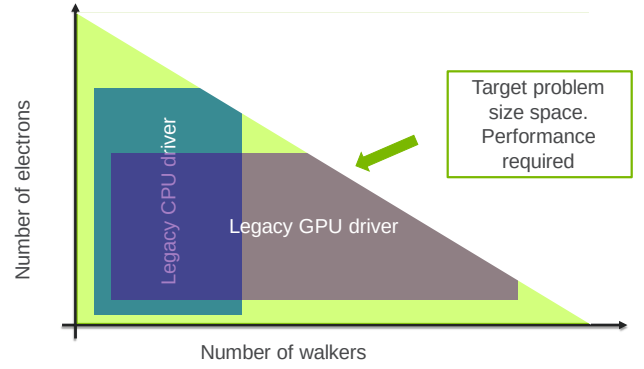 Number of electrons
Legacy CPU driver
Legacy GPU driver
Target problem
size space.
Performance
required
Number of walkers